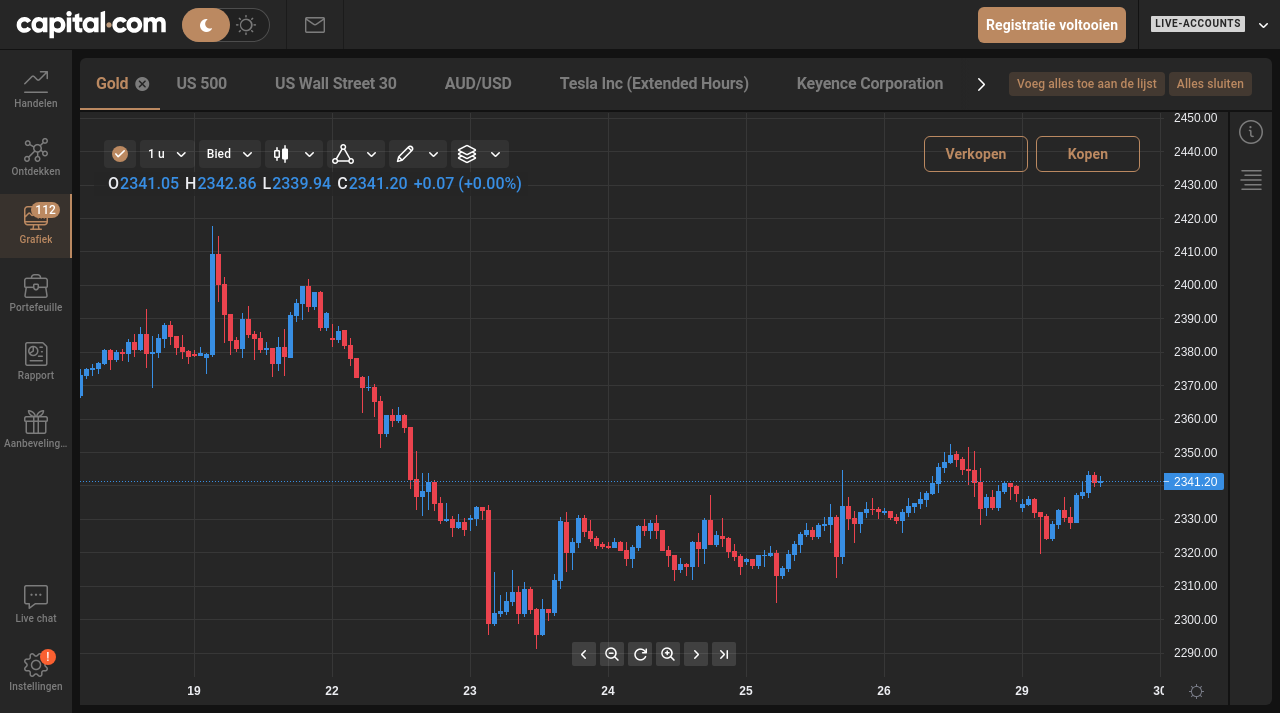 capital.com
Registratie voltooien
LIVE-ACCOUNTS
Handelen
Ontdekken
112
Grafiek
Portefeuille
Rapport
Aanbeveling...
Live chat
!
Instellingen
Gold
US 500
US Wall Street 30
AUD/USD
Tesla Inc (Extended Hours)
Keyence Corporation
Voeg alles toe aan de lijst
Alles sluiten
1 u
Bied
Verkopen
Kopen
O2341.05 H2342.86 L2339.94 C2341.20 +0.07 (+0.00%)
2450.00
2440.00
2430.00
2420.00
2410.00
2400.00
2390.00
2380.00
2370.00
2360.00
2350.00
2341.20
2330.00
2320.00
2310.00
2300.00
2290.00
19
22
23
24
25
26
29
30